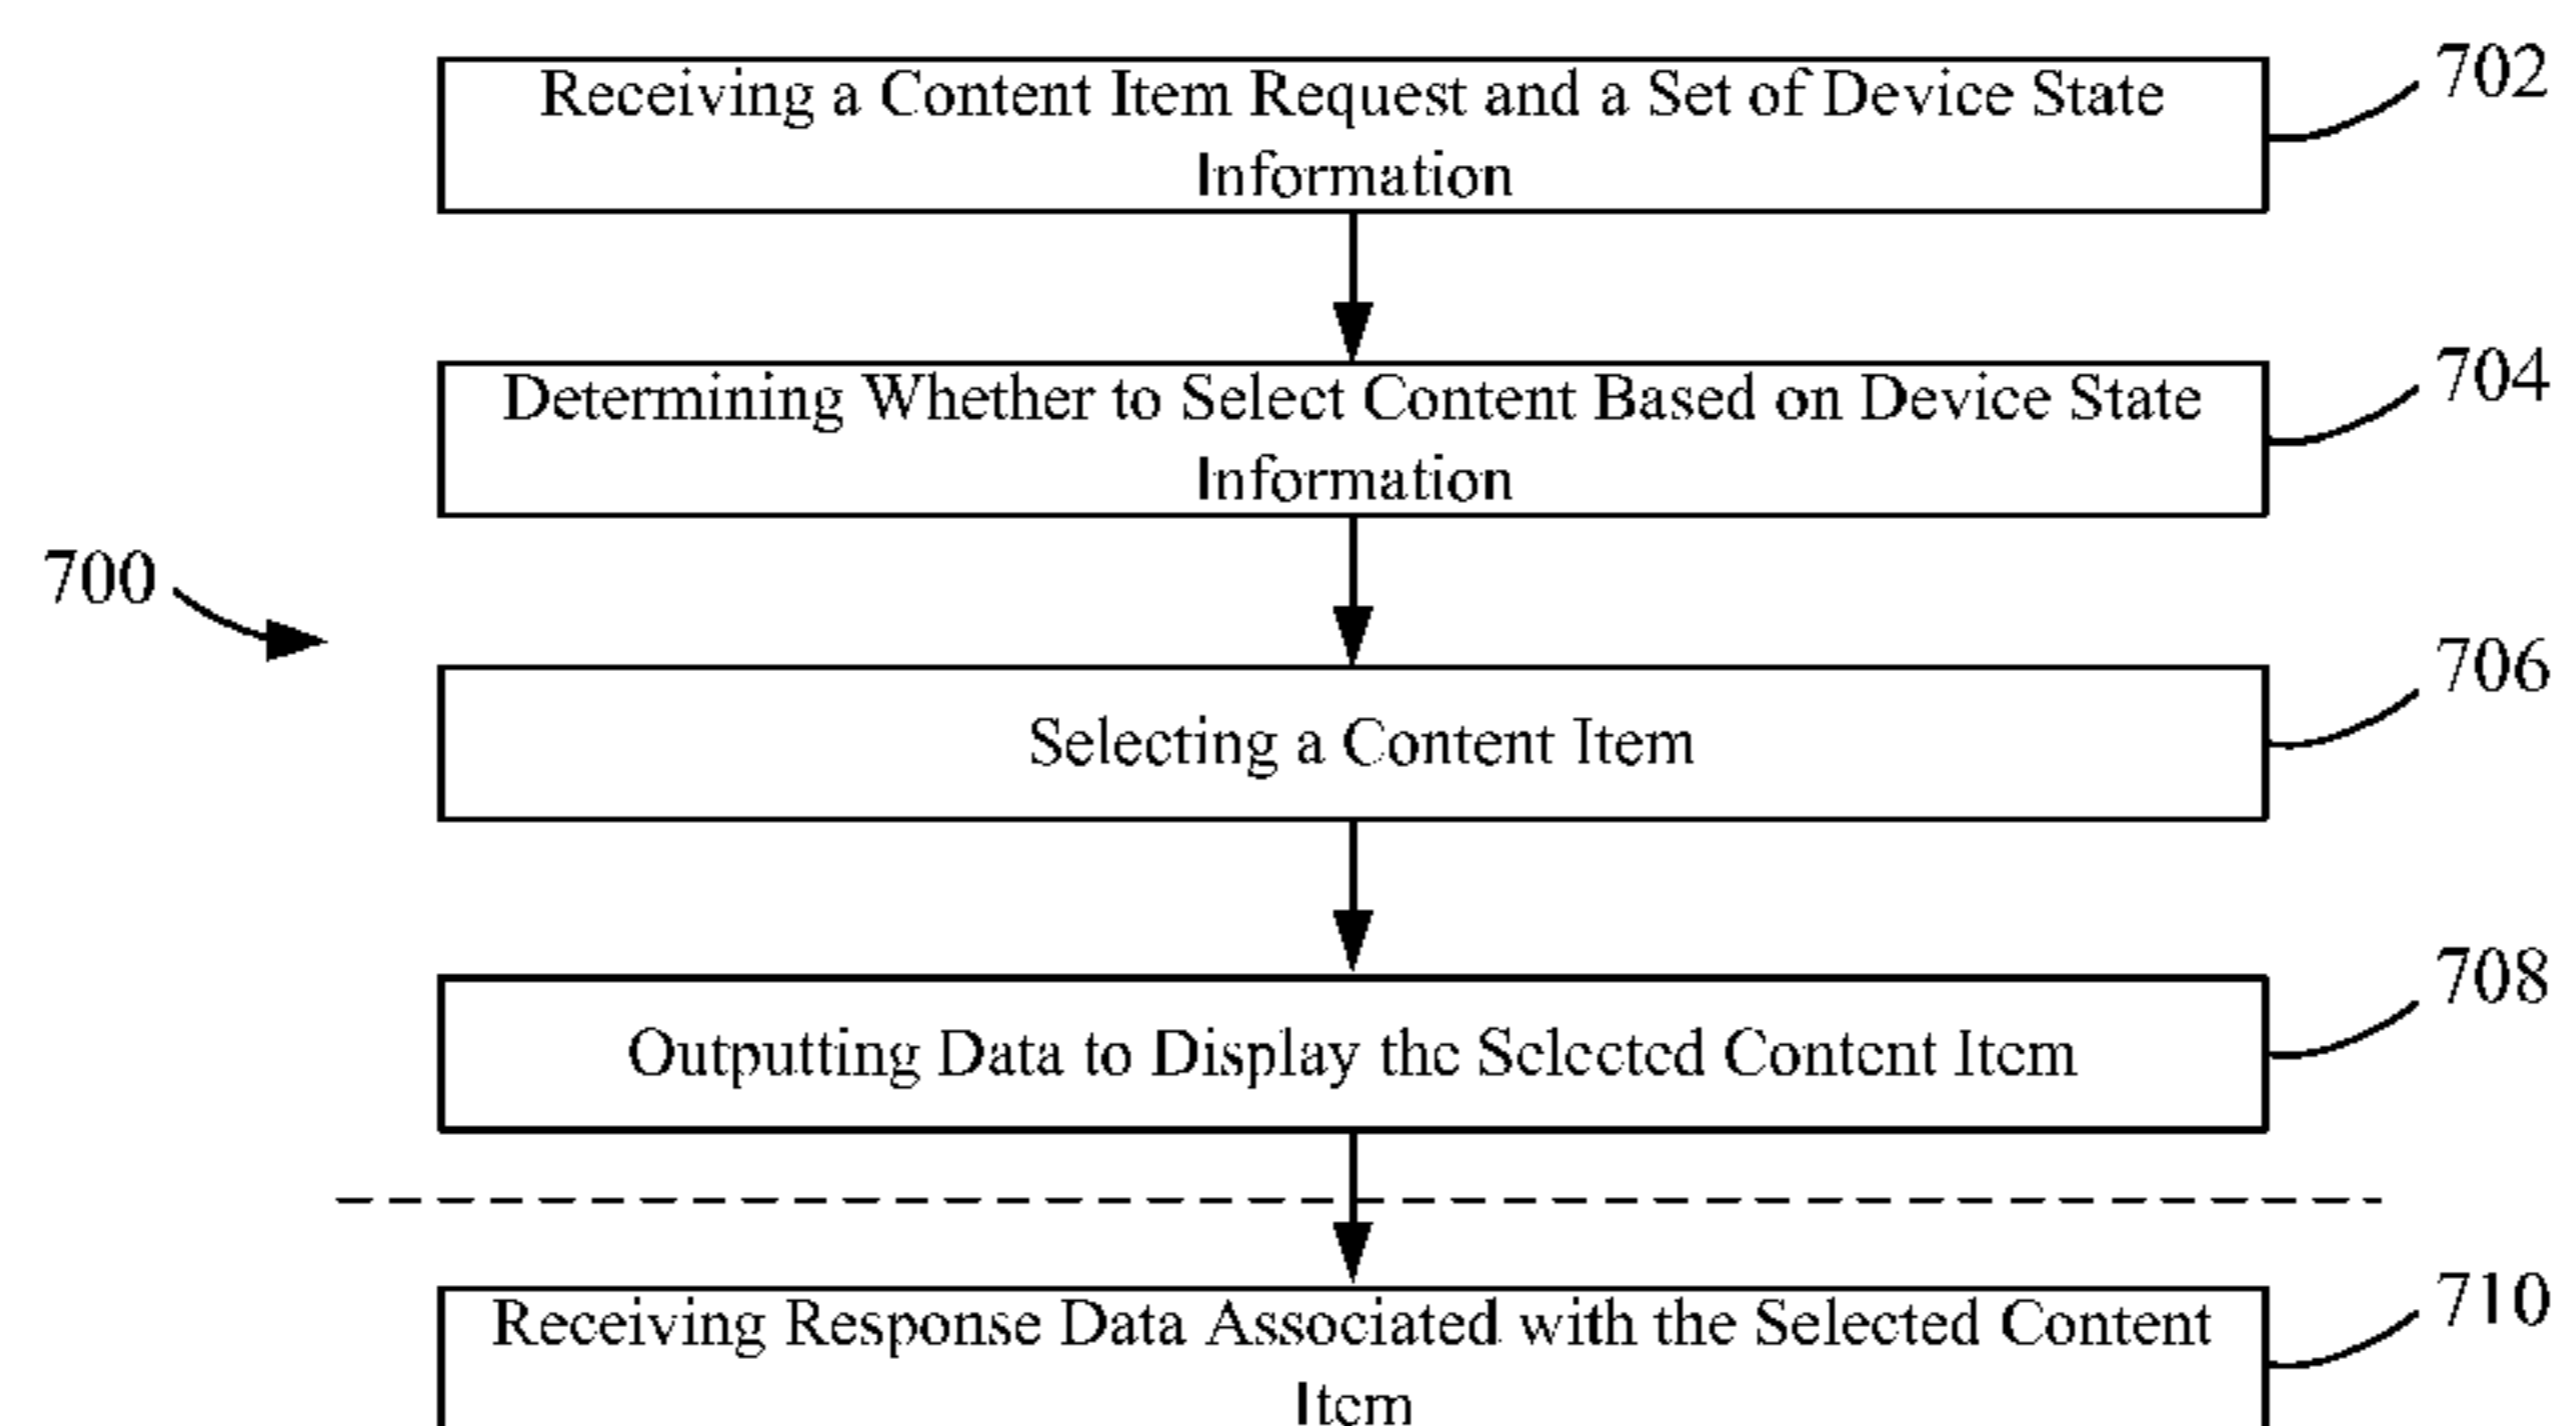 Receiving a Content Item Request and a Set of Device State
Information
702
Determining Whether to Select Content Based on Device State
Information
704
700
Selecting a Content Item
706
Outputting Data to Display the Selected Content Item
708
Receiving Response Data Associated with the Selected Content
Item
710